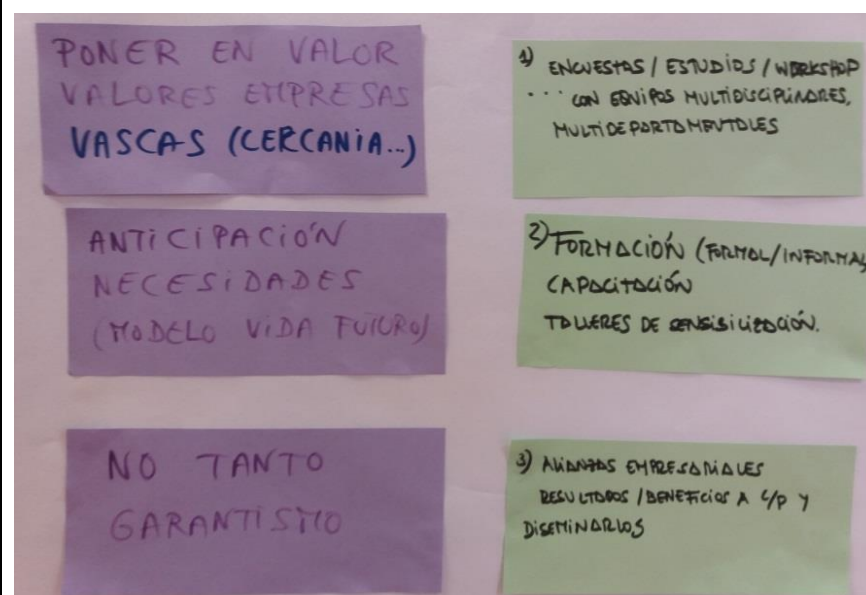 PONER EN VALOR
VALORES EMPRESAS
VASCAS (CERCANÍA...)
ANTICIPACIÓN
NECESIDADES
(MODELO VIDA FUTURO)
NO TANTO
GARANTISMO
1) ENCUESTAS / ESTUDIOS / WORKSHOP
... CON EQUIPOS MULTIDISCIPLINARES,
MULTIDEPARTAMENTALES
2) FORMACIÓN (FORMAL/INFORMAL
CAPACITACIÓN
TALLERES DE SENSIBILIZACIÓN.
3) ALIANZAS EMPRESARIALES
RESULTADOS / BENEFICIOS A C/P Y
DISEMINARLOS